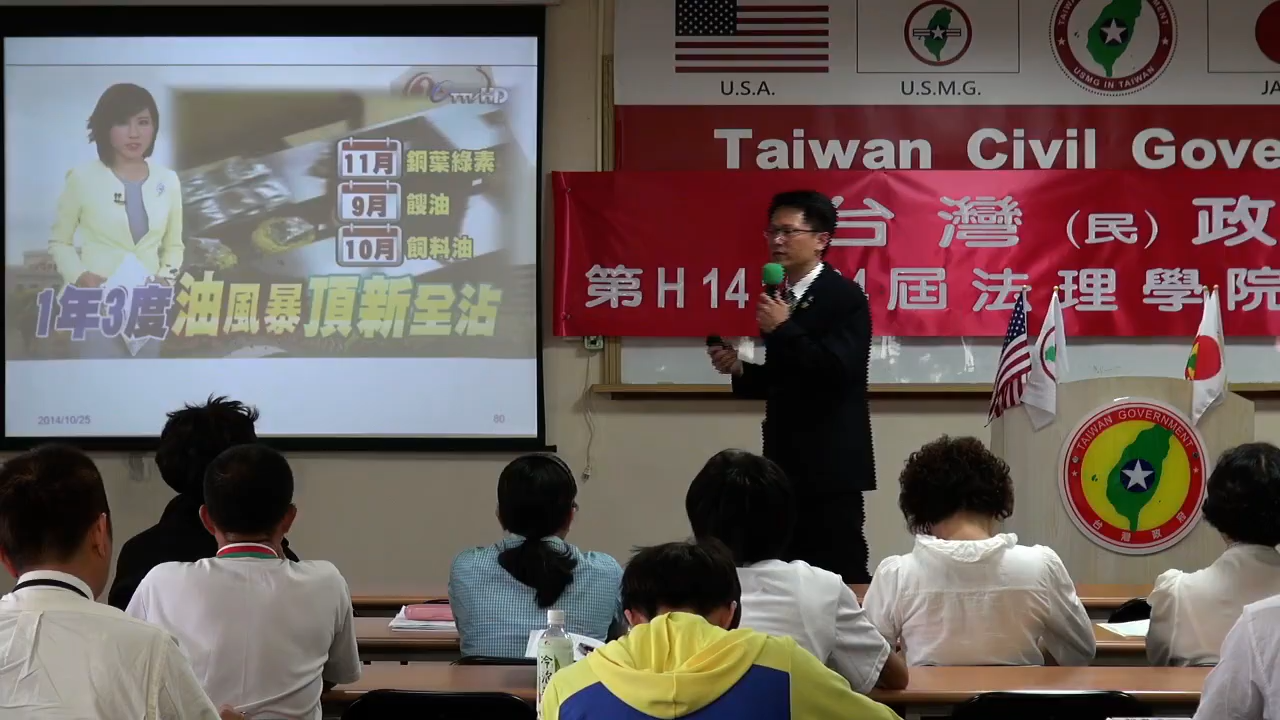 eTTV HD
11月 銅葉綠素
9月 餿油
10月 飼料油
1年3度油風暴頂新全沾
2014/10/25
80
U.S.A.
U.S.M.G.
USMG IN TAIWAN
JA
Taiwan Civil Gove
台灣(民)政
第H14 1屆法理學院
TAIWAN GOVERNMENT
台灣政府